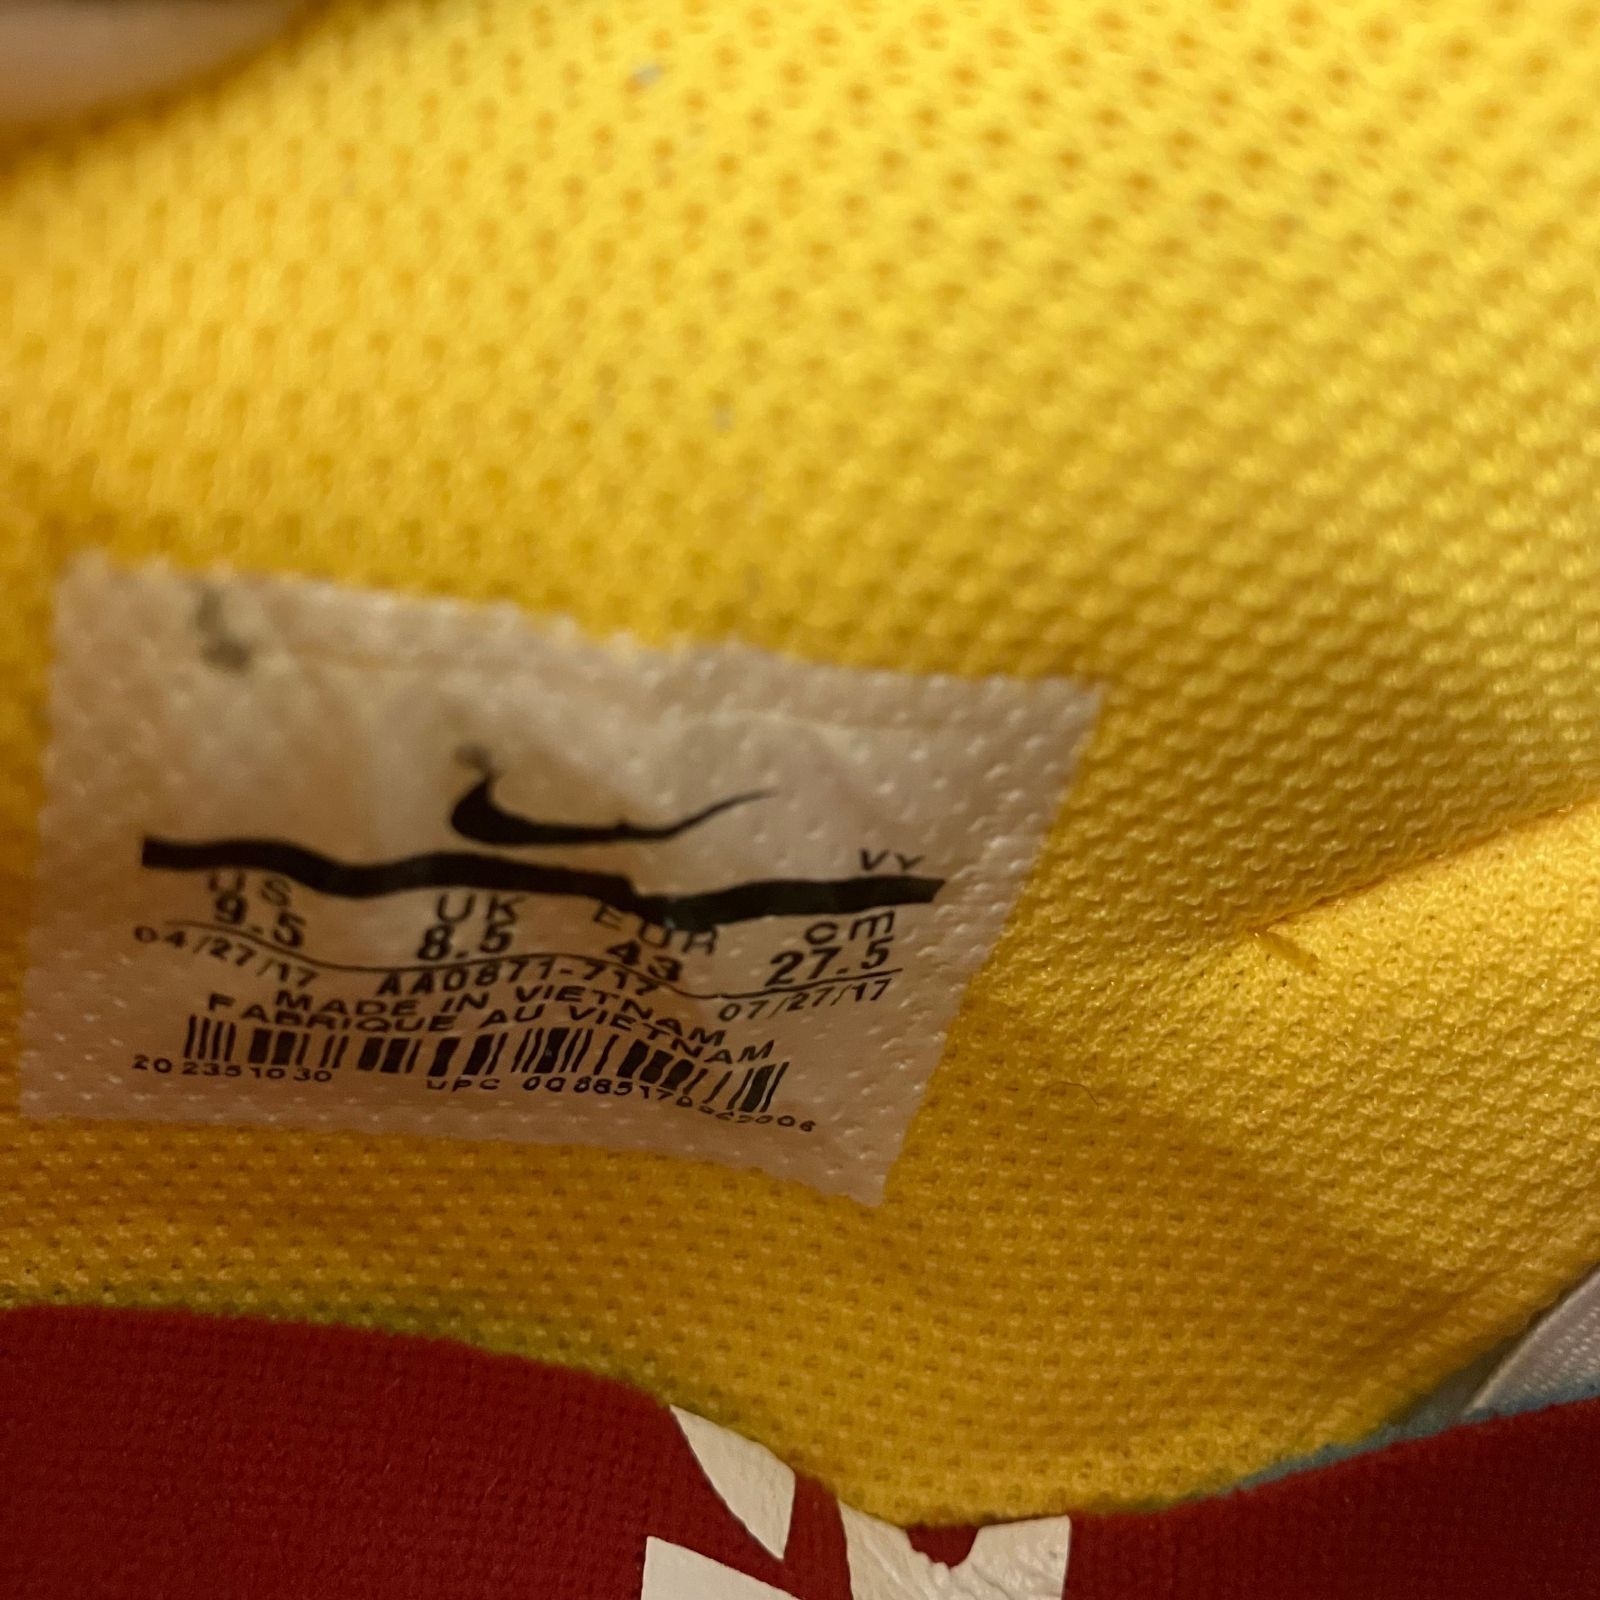 VY
US UK EUR cm
9.5 8.5 43 27.5
04/27/17 AA0871-717 07/27/17
MADE IN VIETNAM
FABRIQUE AU VIETNAM
202351030 UPC